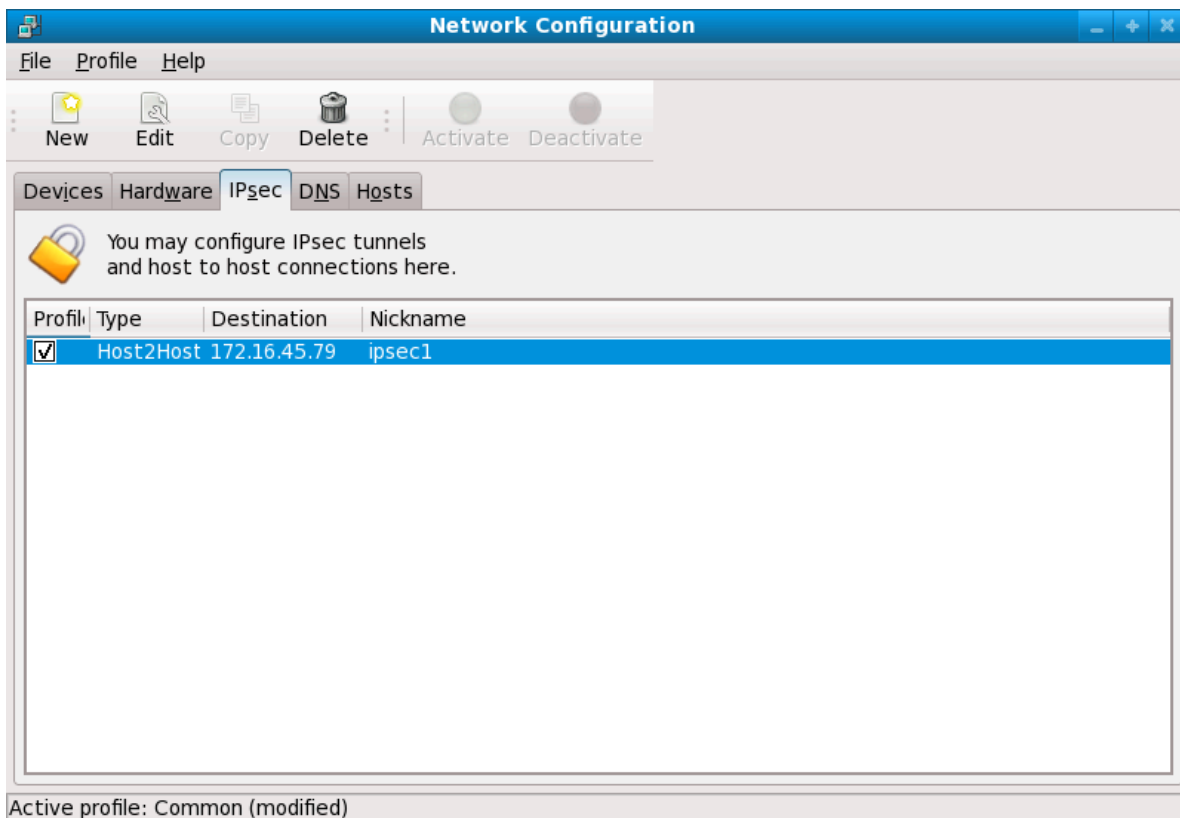 Network Configuration
File Profile Help
New Edit Copy Delete Activate Deactivate
Devices Hardware IPsec DNS Hosts
You may configure IPsec tunnels
and host to host connections here.
Profil Type Destination Nickname
Host2Host 172.16.45.79 ipsec1
Active profile: Common (modified)